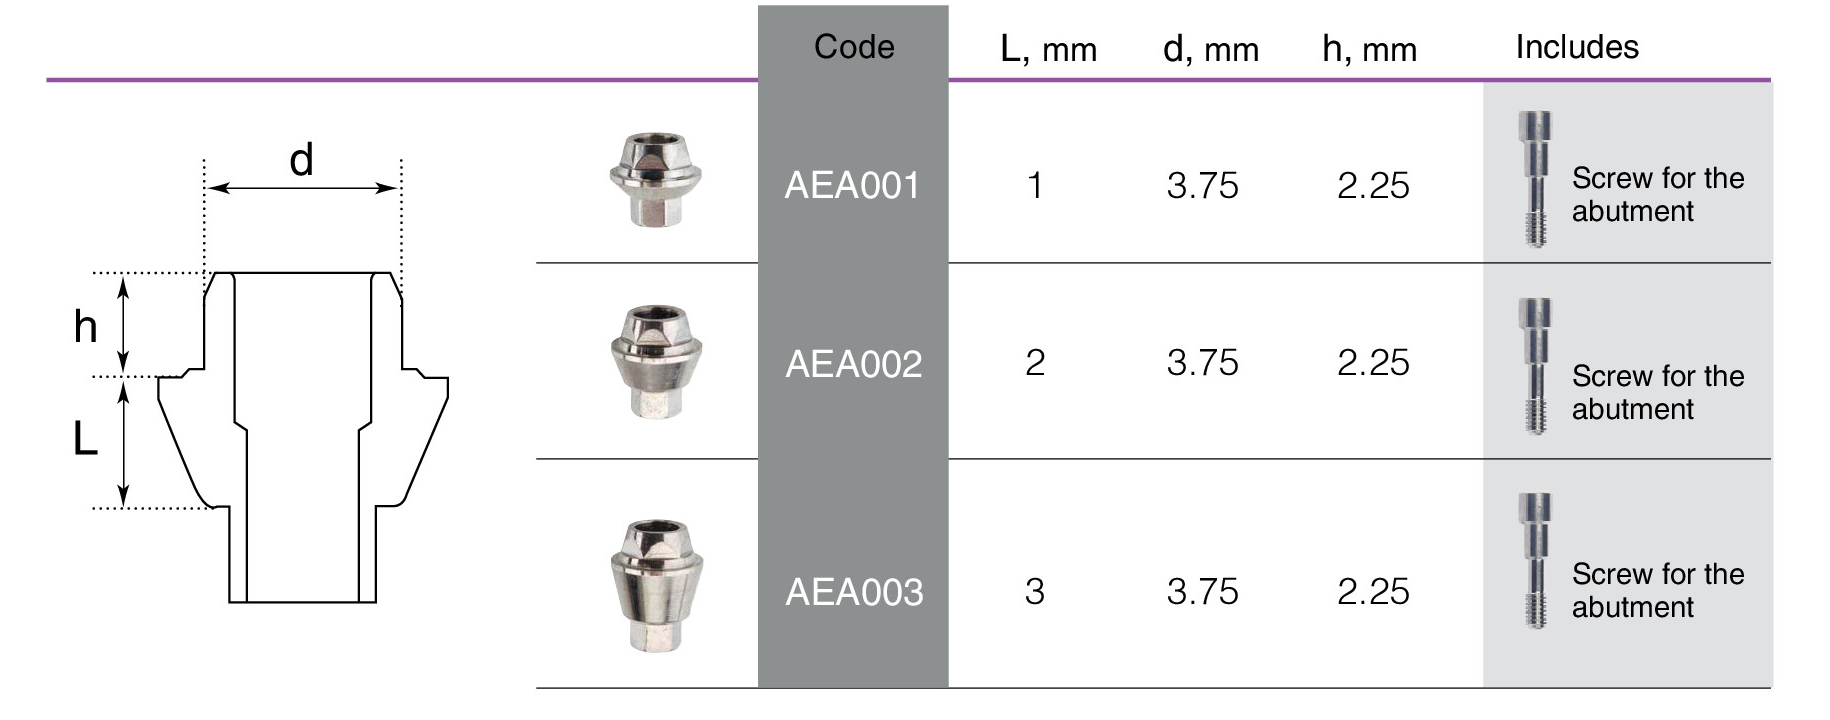 Code L, mm d, mm h, mm Includes
d
h
L
AEA001 1 3.75 2.25 Screw for the
abutment
AEA002 2 3.75 2.25 Screw for the
abutment
AEA003 3 3.75 2.25 Screw for the
abutment